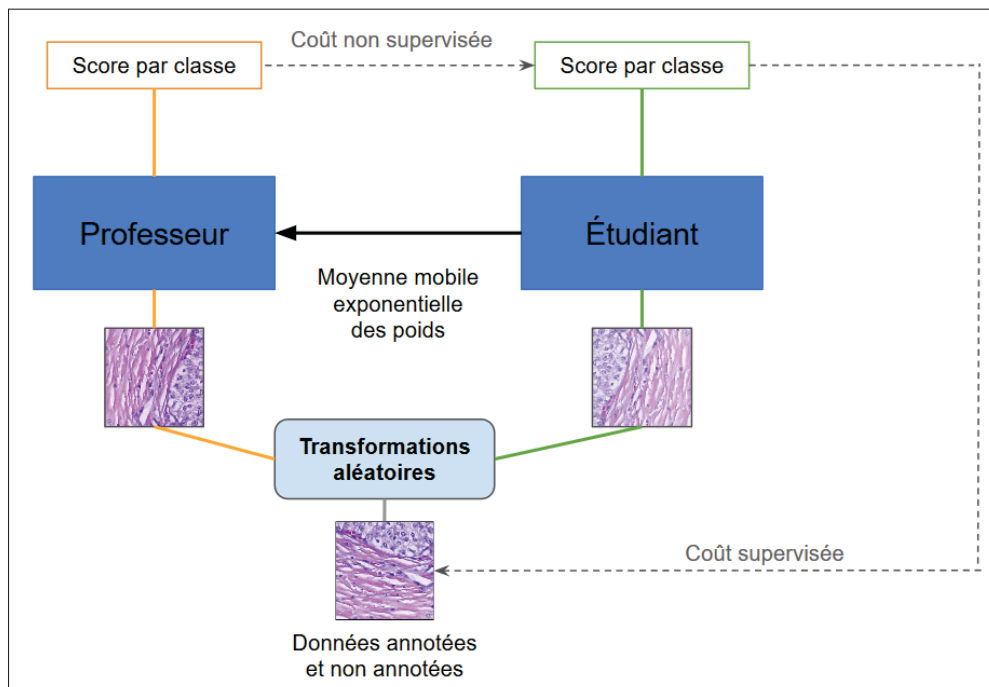 Coût non supervisée
Score par classe
Score par classe
Professeur
Étudiant
Moyenne mobile
exponentielle
des poids
Transformations
aléatoires
Coût supervisée
Données annotées
et non annotées